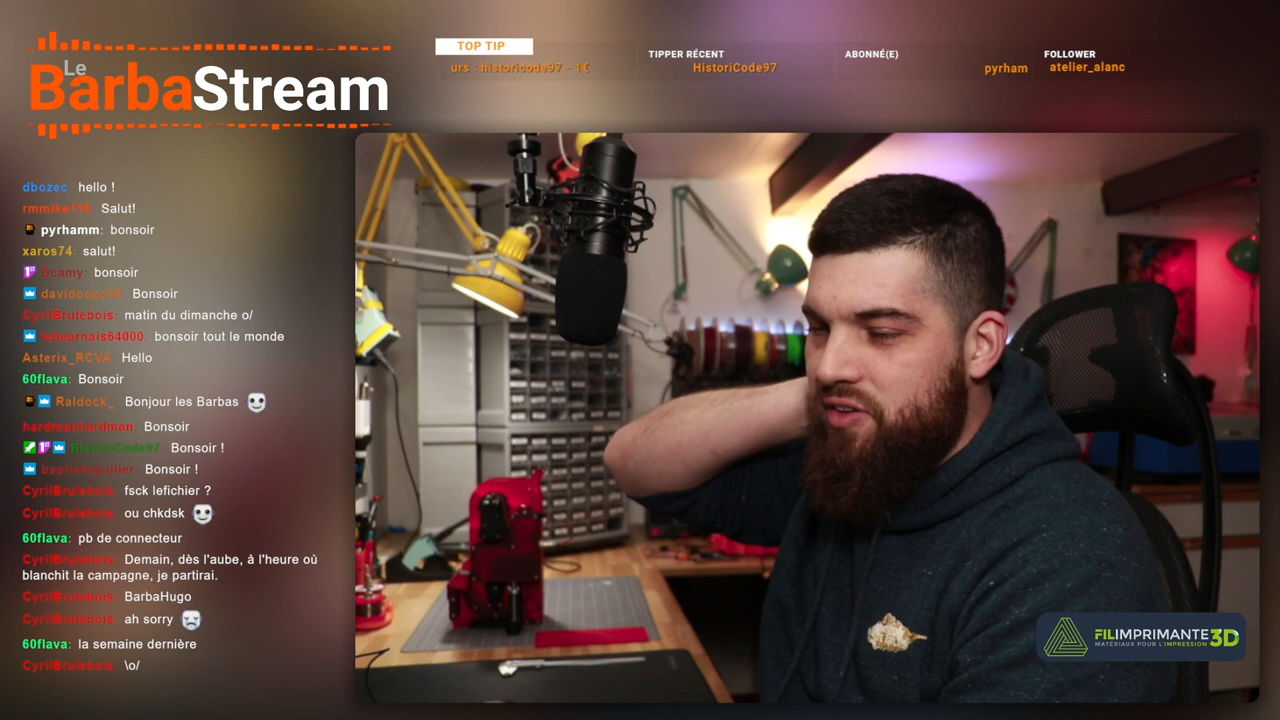 Le
BarbaStream
TOP TIP
urs : historicode97 - 1€
TIPPER RÉCENT
HistoriCode97
ABONNÉ(E)
pyrham
FOLLOWER
atelier_alanc
dbozec: hello !
rmmike118: Salut!
pyrhamm: bonsoir
xaros74: salut!
Dcamy: bonsoir
Bonsoir
CyrilBrulebois: matin du dimanche o/
lebearnais64000: bonsoir tout le monde
Asterix_RCVA: Hello
60flava: Bonsoir
Raldock_: Bonjour les Barbas
hardmanhardman: Bonsoir
HistoriCode97: Bonsoir !
baptistegrulier: Bonsoir !
CyrilBrulebois: fsck lefichier ?
CyrilBrulebois: ou chkdsk
60flava: pb de connecteur
CyrilBrulebois: Demain, dès l'aube, à l'heure où
blanchit la campagne, je partirai.
CyrilBrulebois: BarbaHugo
CyrilBrulebois: ah sorry
60flava: la semaine dernière
CyrilBrulebois: \o/
FILIMPRIMANTE3D
MATÉRIAUX POUR L'IMPRESSION